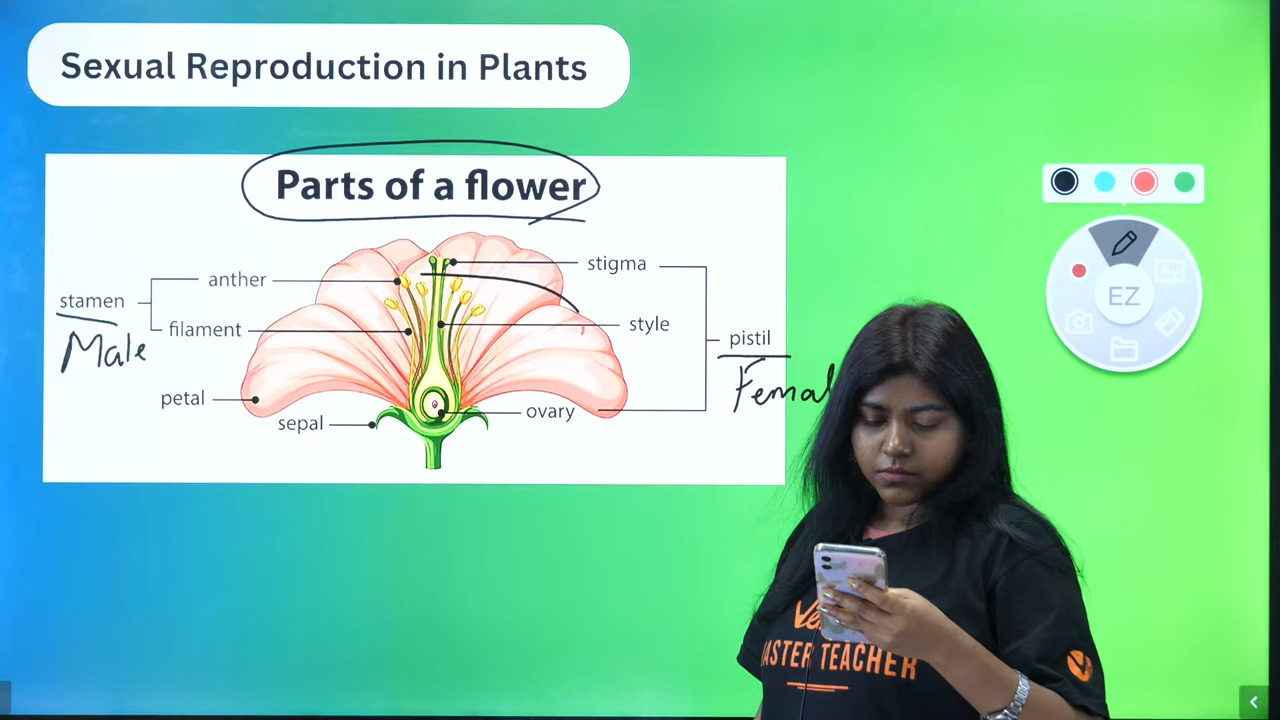 Sexual Reproduction in Plants
Parts of a flower
stigma
anther
stamen
filament
style
Male
pistil
Femal
petal
ovary
sepal
EZ
ASTER TEACHER